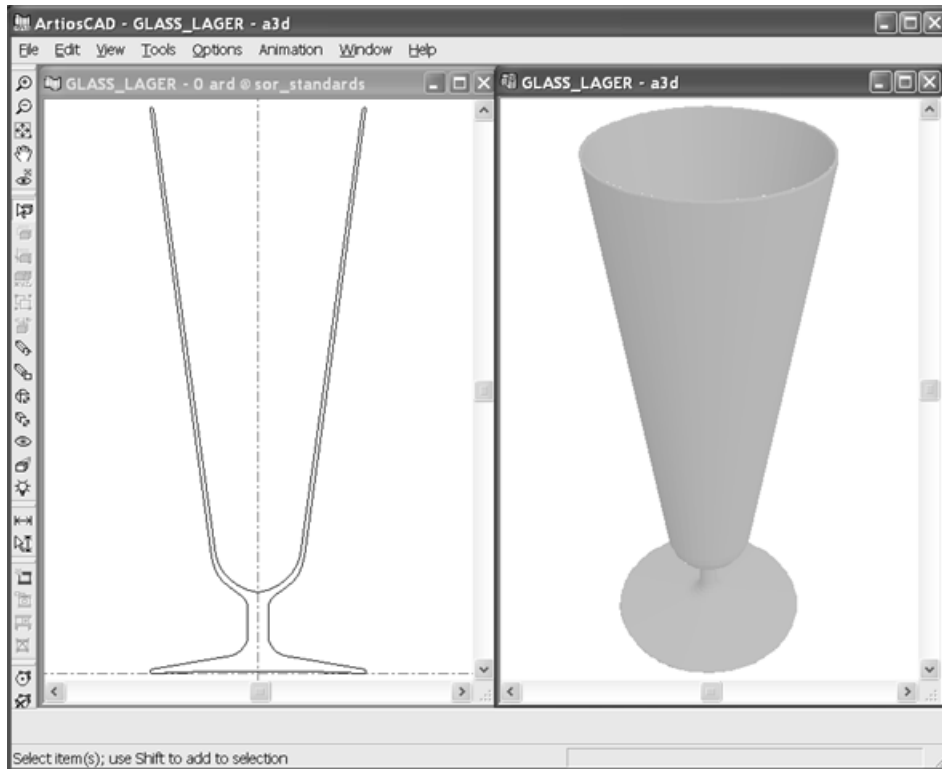 ArtiosCAD - GLASS_LAGER - a3d
File Edit View Tools Options Animation Window Help
GLASS_LAGER - 0 ard @ sor_standards
GLASS_LAGER - a3d
Select item(s); use Shift to add to selection